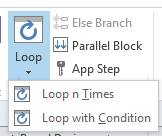 Else Branch
Parallel Block
Loop
App Step
Loop n Times
Loop with Condition